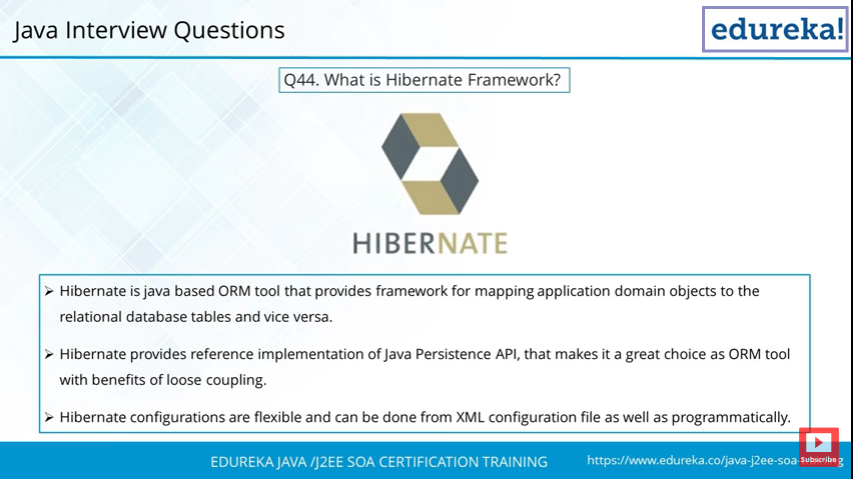 Java Interview Questions
edureka!
Q44. What is Hibernate Framework?
HIBERNATE
➢ Hibernate is java based ORM tool that provides framework for mapping application domain objects to the
relational database tables and vice versa.
➢ Hibernate provides reference implementation of Java Persistence API, that makes it a great choice as ORM tool
with benefits of loose coupling.
➢ Hibernate configurations are flexible and can be done from XML configuration file as well as programmatically.
EDUREKA JAVA /J2EE SOA CERTIFICATION TRAINING
https://www.edureka.co/java-j2ee-soa-
Subscribe